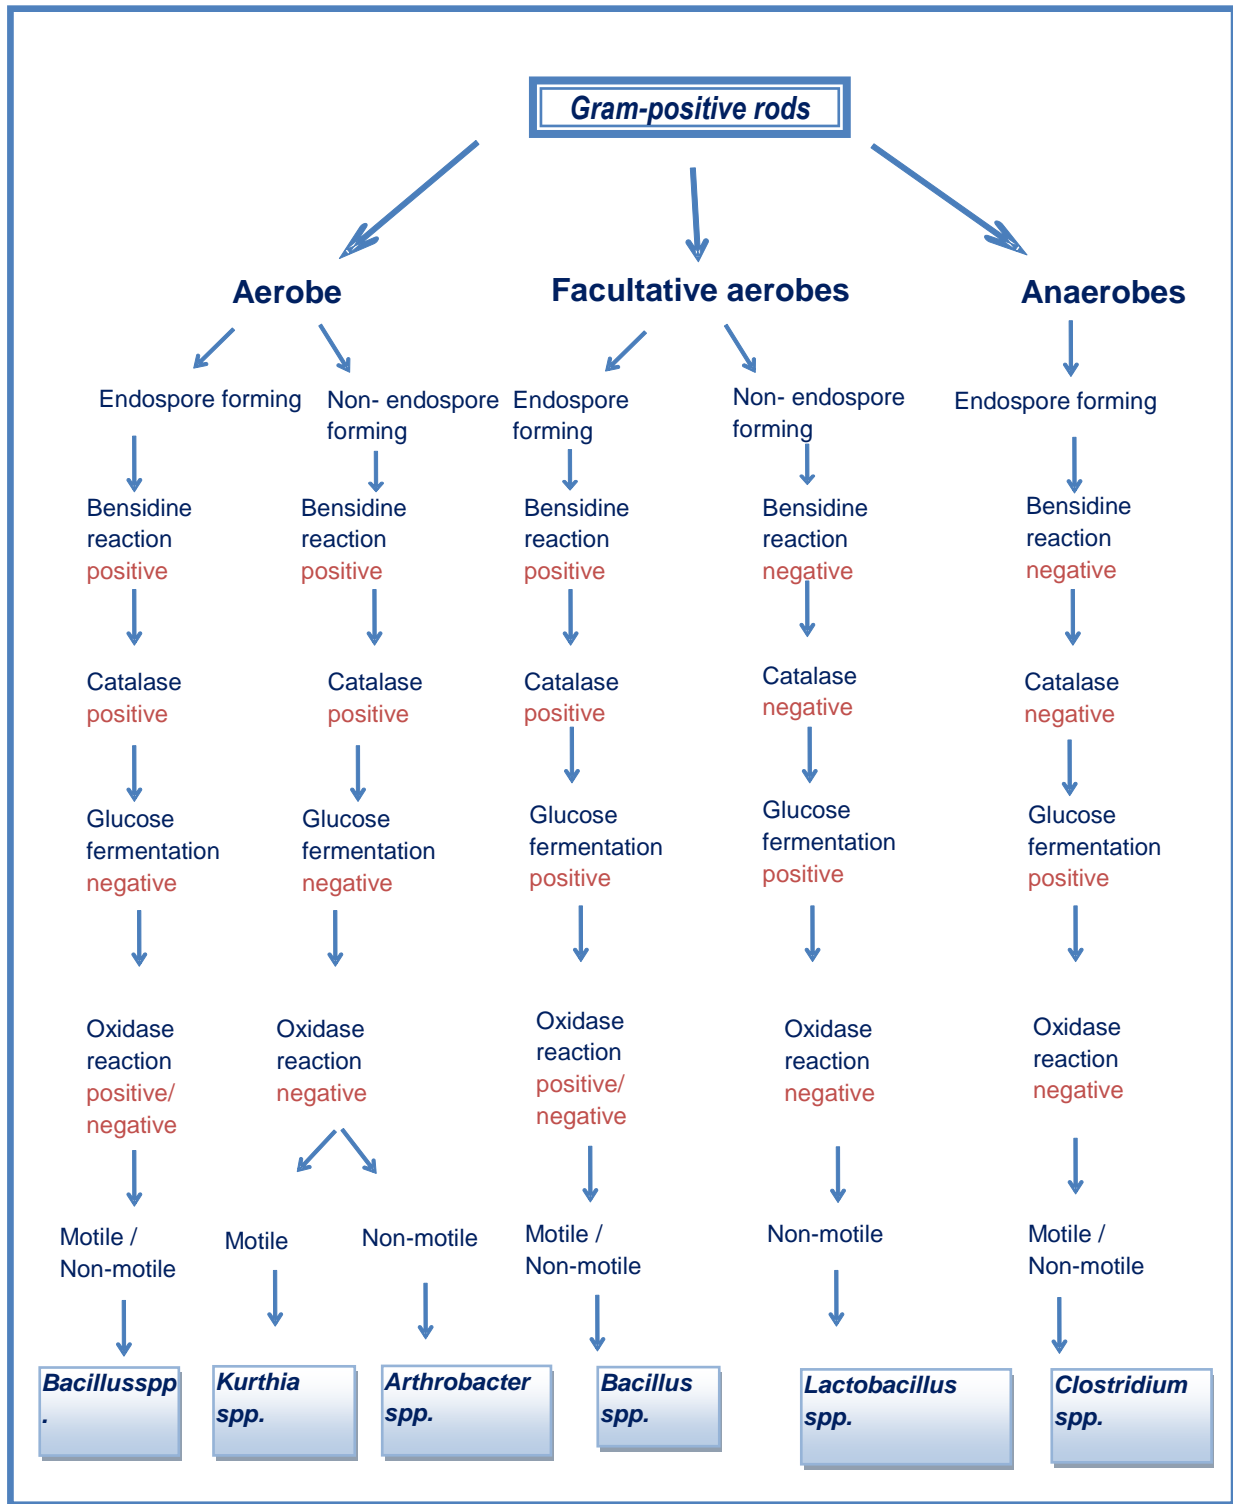 Gram-positive rods
Aerobe
Facultative aerobes
Anaerobes
Endospore forming
Non- endospore
forming
Endospore
forming
Non- endospore
forming
Endospore forming
Bensidine
reaction
positive
Bensidine
reaction
positive
Bensidine
reaction
positive
Bensidine
reaction
negative
Bensidine
reaction
negative
Catalase
positive
Catalase
positive
Catalase
positive
Catalase
negative
Catalase
negative
Glucose
fermentation
negative
Glucose
fermentation
negative
Glucose
fermentation
positive
Glucose
fermentation
positive
Glucose
fermentation
positive
Oxidase
reaction
positive/
negative
Oxidase
reaction
negative
Oxidase
reaction
positive/
negative
Oxidase
reaction
negative
Oxidase
reaction
negative
Motile /
Non-motile
Motile
Non-motile
Motile /
Non-motile
Non-motile
Motile /
Non-motile
Bacillusspp
.
Kurthia
spp.
Arthrobacter
spp.
Bacillus
spp.
Lactobacillus
spp.
Clostridium
spp.